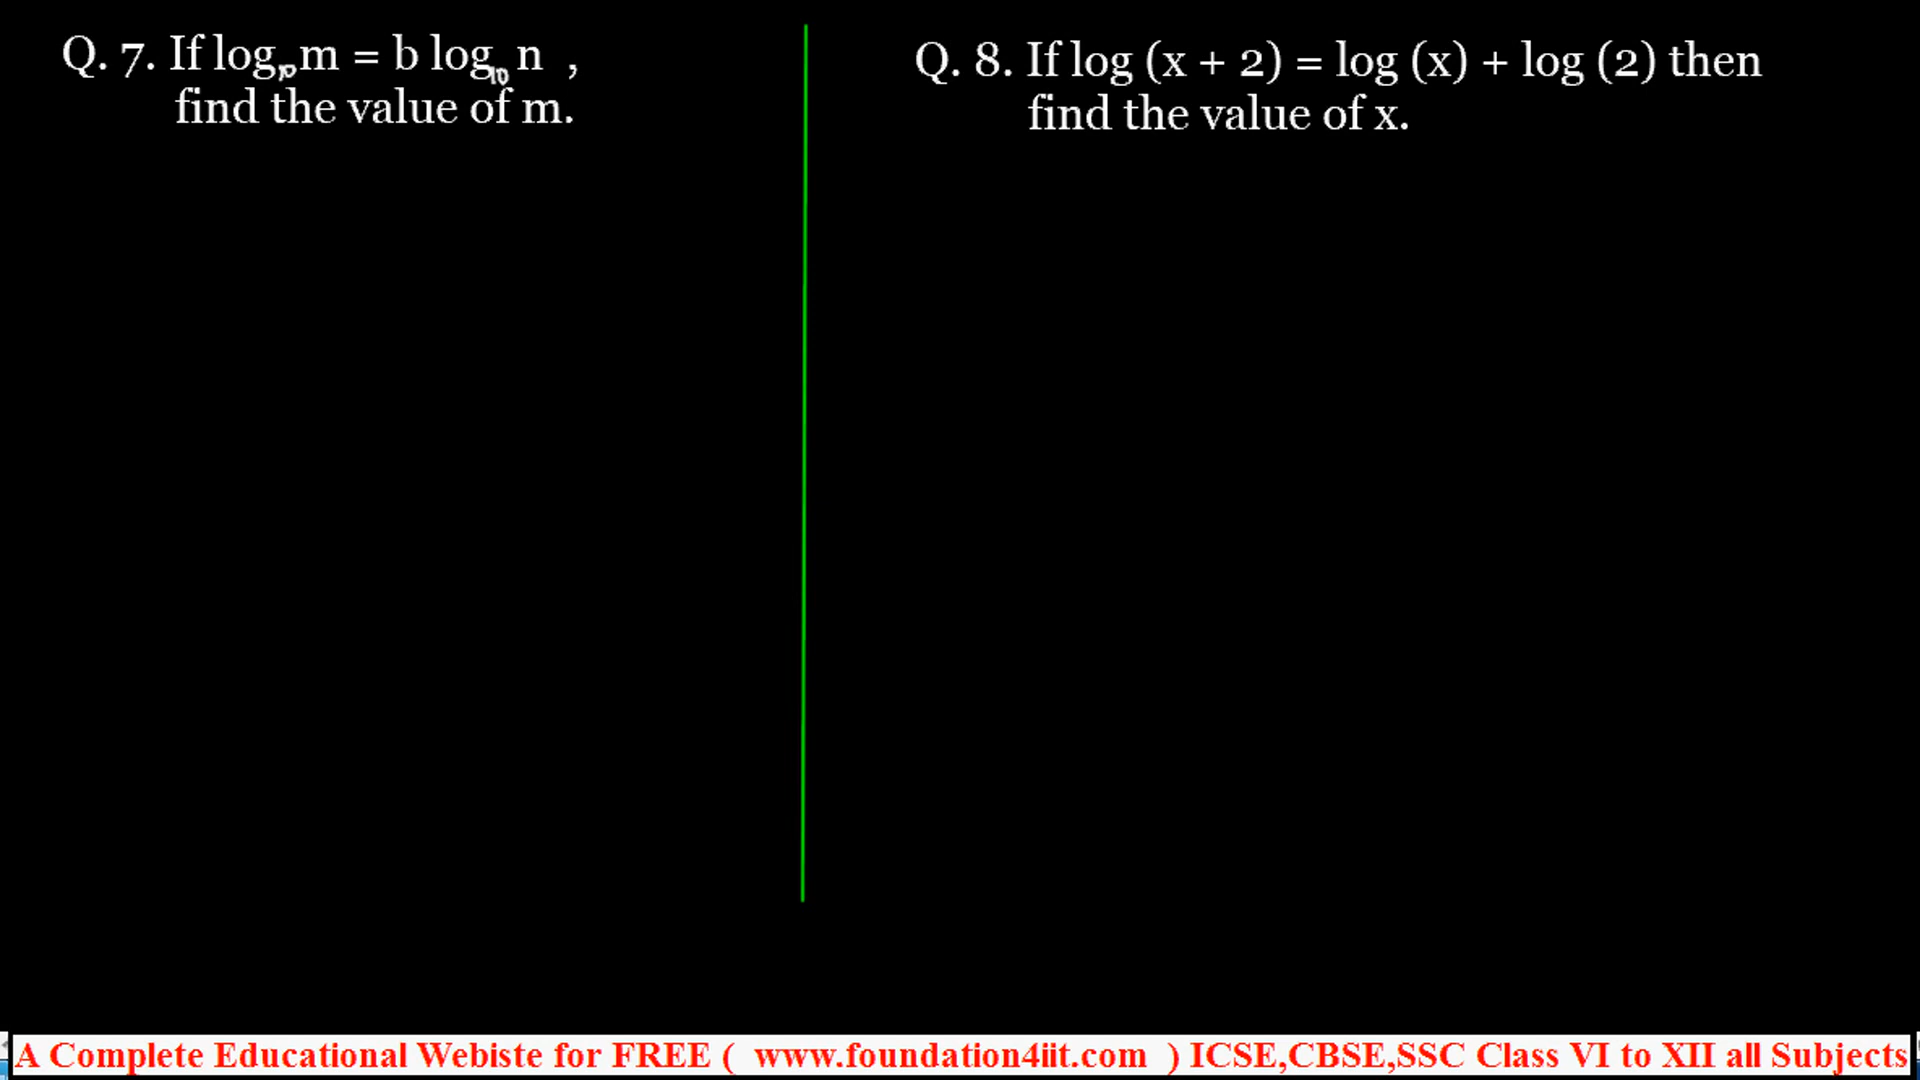 Q. 7. If log₁₀m = b log₁₀ n ,
find the value of m.
Q. 8. If log (x + 2) = log (x) + log (2) then
find the value of x.
A Complete Educational Webiste for FREE ( www.foundation4iit.com ) ICSE,CBSE,SSC Class VI to XII all Subjects